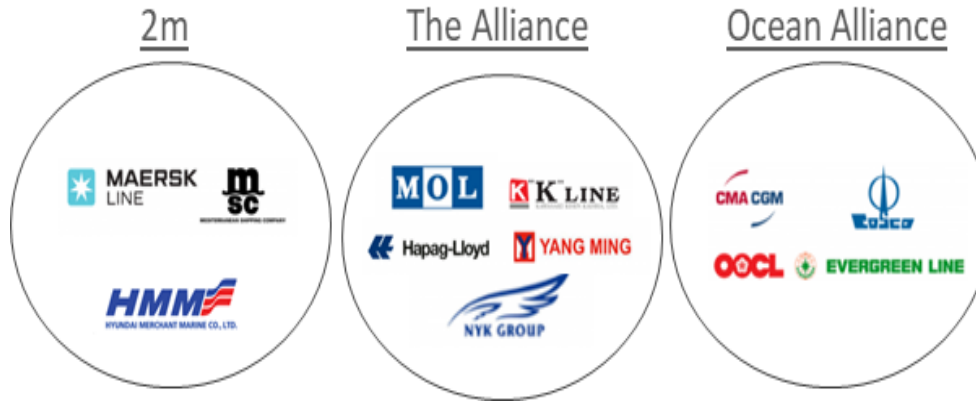 2m
MAERSK
LINE
m
sc
MEDITERRANEAN SHIPPING COMPANY
HMM
HYUNDAI MERCHANT MARINE CO., LTD.
The Alliance
MOL
K "K" LINE
Hapag-Lloyd
Y YANG MING
NYK GROUP
Ocean Alliance
CMA CGM
COSCO
OOCL
EVERGREEN LINE